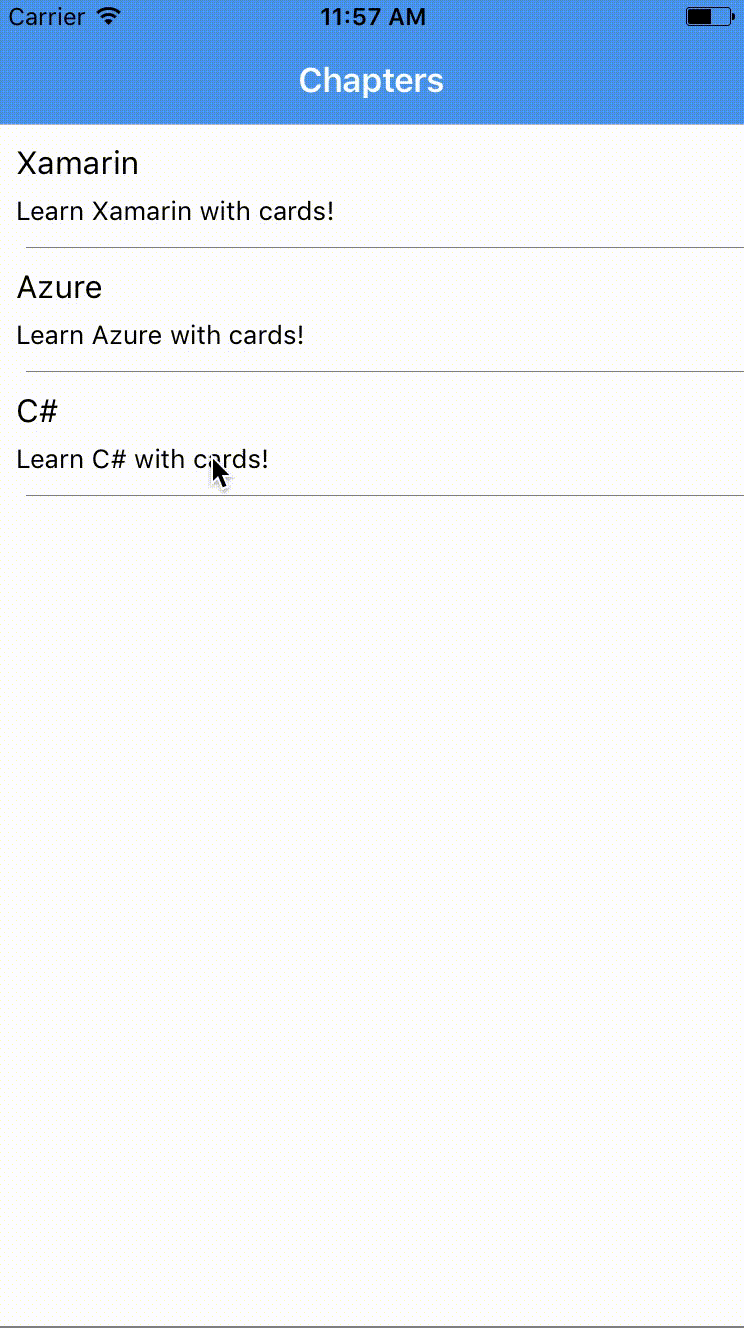 Carrier 11:57 AM
Chapters
Xamarin
Learn Xamarin with cards!
Azure
Learn Azure with cards!
C#
Learn C# with cards!